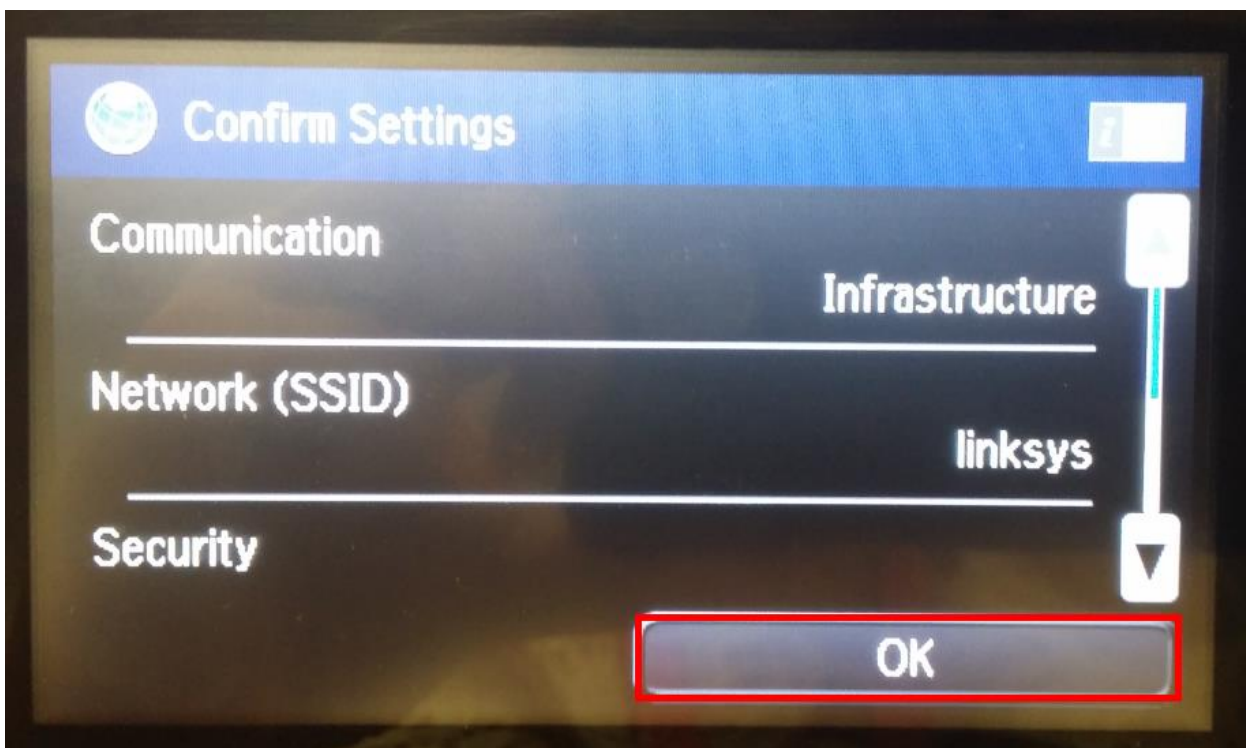 Confirm Settings
i
Communication
Infrastructure
Network (SSID)
linksys
Security
OK